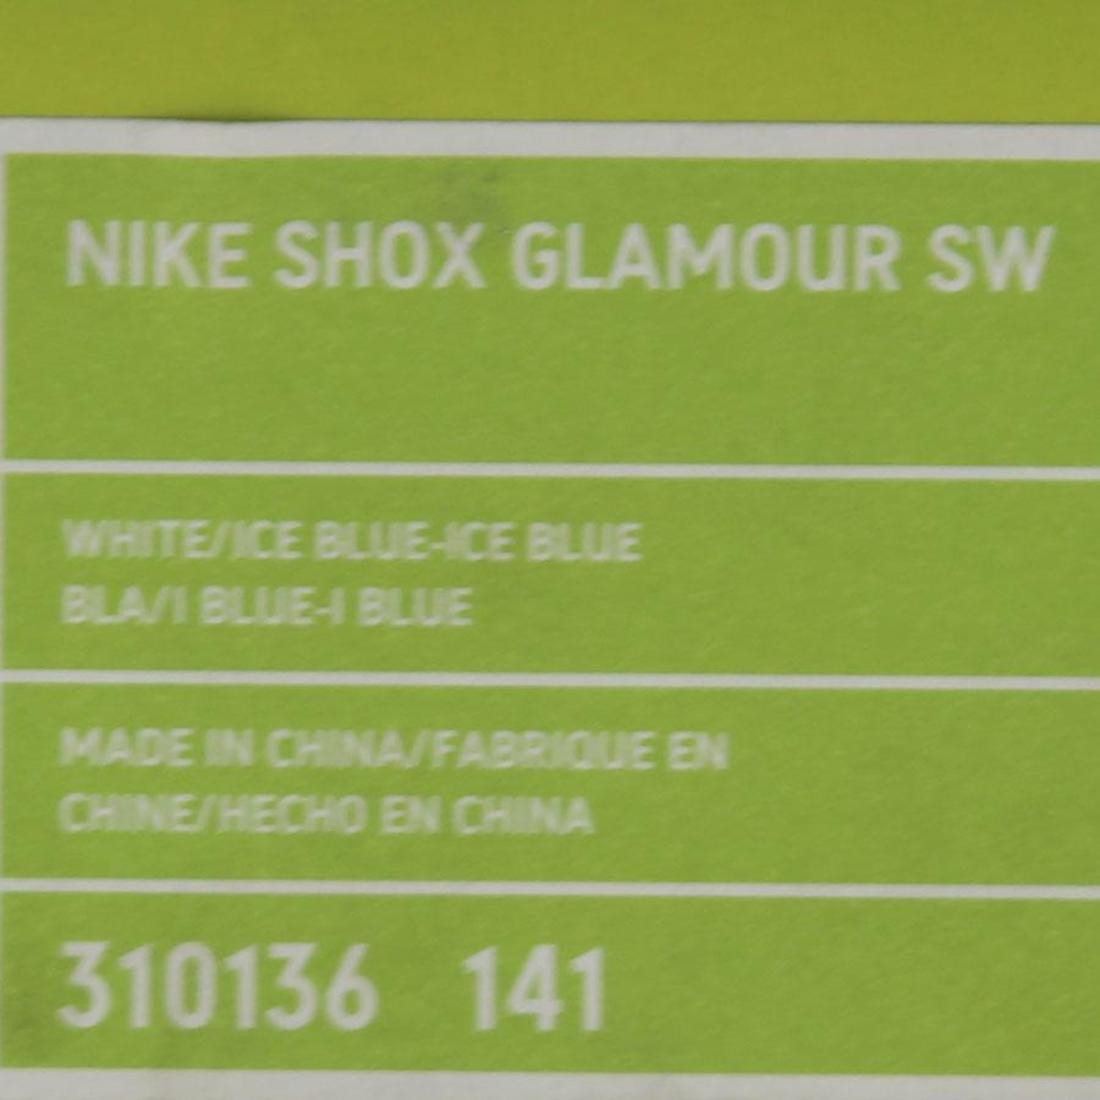 NIKE SHOX GLAMOUR SW
WHITE/ICE BLUE-ICE BLUE
BLA/I BLUE-I BLUE
MADE IN CHINA/FABRIQUE EN
CHINE/HECHO EN CHINA
310136 141